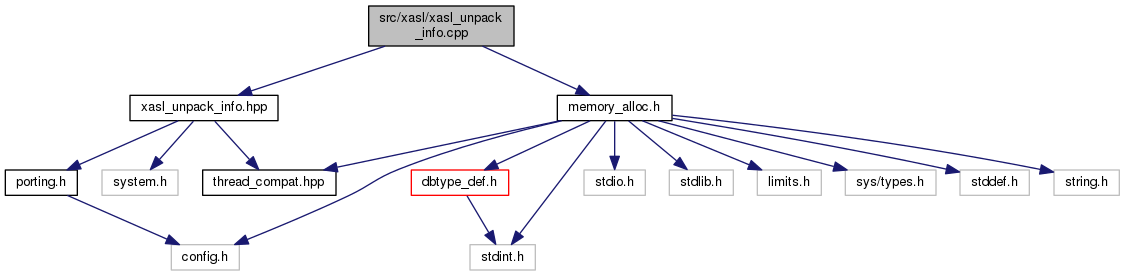 src/xasl/xasl_unpack
_info.cpp
xasl_unpack_info.hpp
memory_alloc.h
porting.h
system.h
thread_compat.hpp
dbtype_def.h
stdio.h
stdlib.h
limits.h
sys/types.h
stddef.h
string.h
config.h
stdint.h